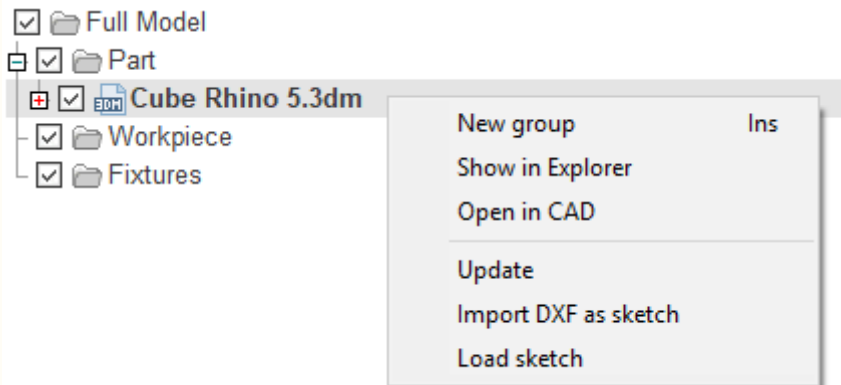 Full Model
Part
3DM Cube Rhino 5.3dm
Workpiece
Fixtures
New group Ins
Show in Explorer
Open in CAD
Update
Import DXF as sketch
Load sketch